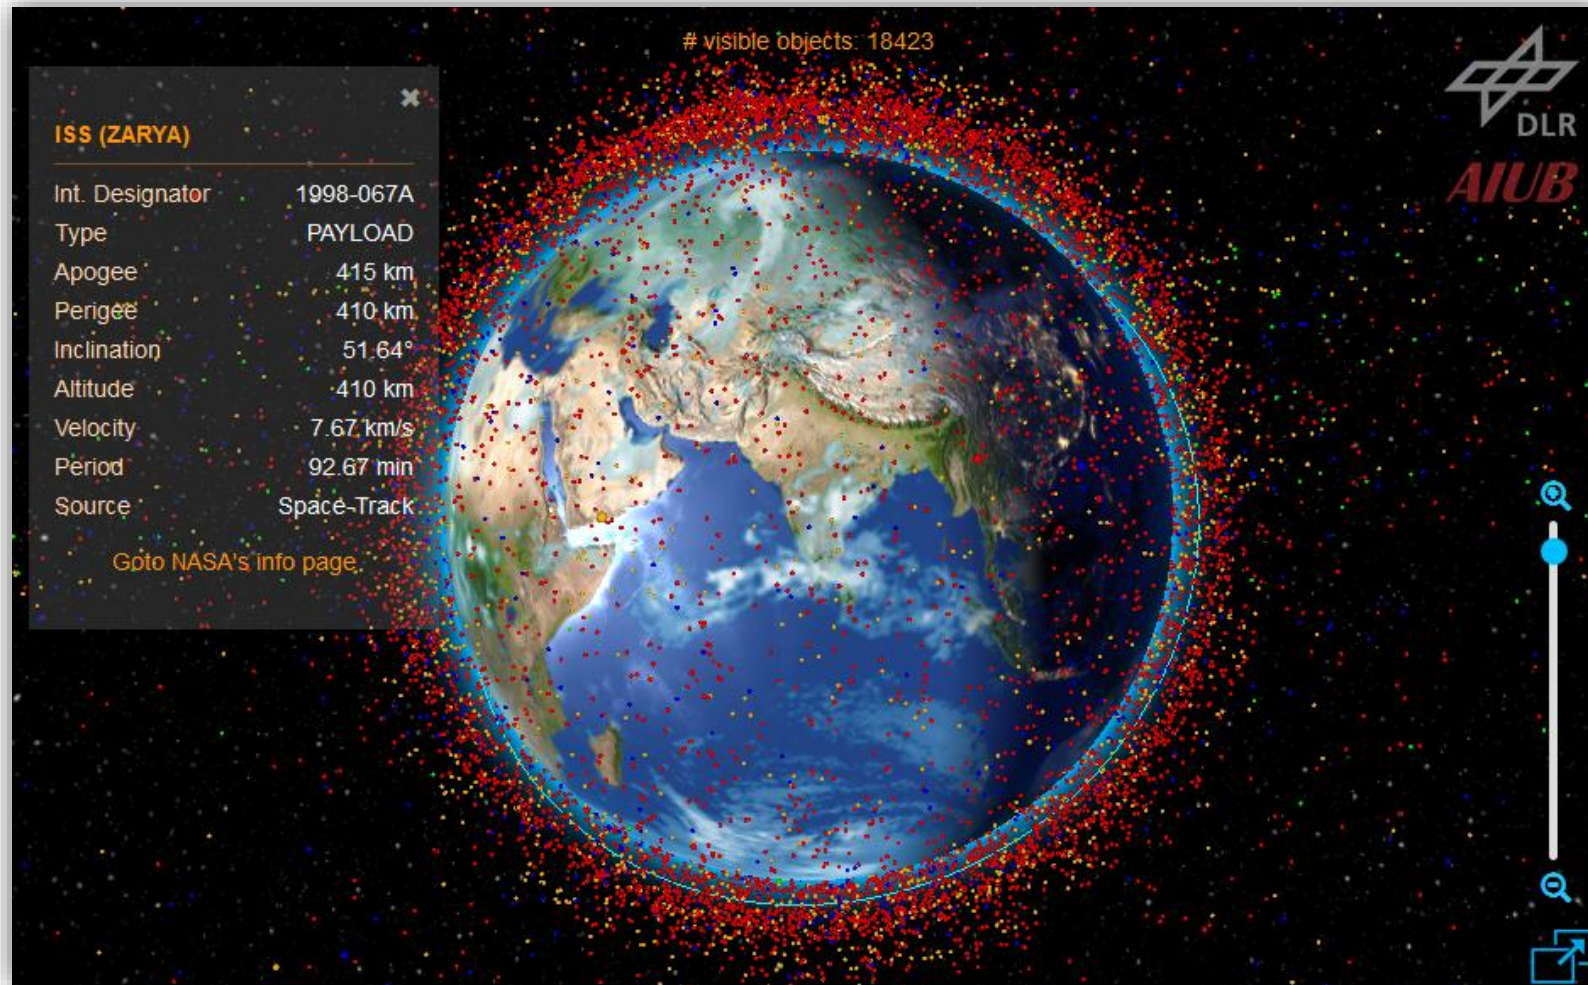 # visible objects: 18423
ISS (ZARYA)
Int. Designator 1998-067A
Type PAYLOAD
Apogee 415 km
Perigee 410 km
Inclination 51.64°
Altitude 410 km
Velocity 7.67 km/s
Period 92.67 min
Source Space-Track
Goto NASA's info page
DLR
AIUB